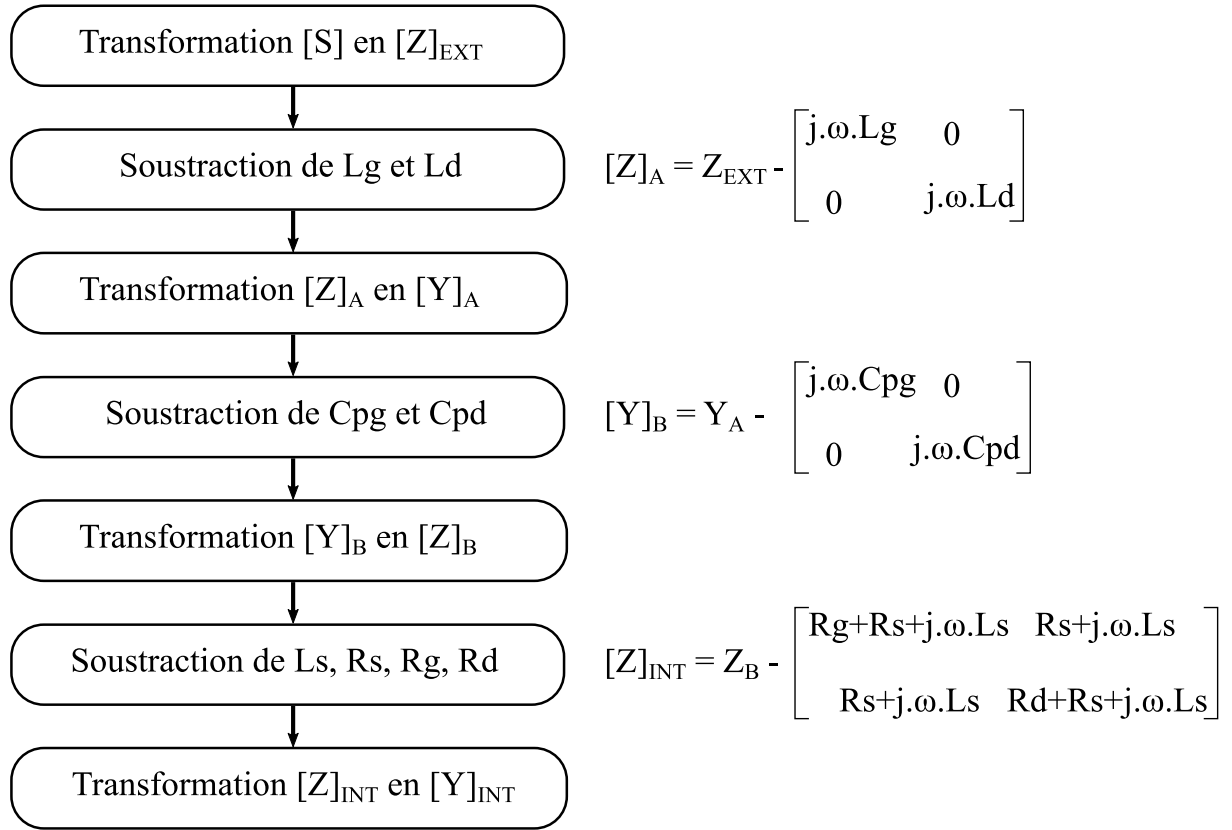 Transformation [S] en [Z]EXT
Soustraction de Lg et Ld
[Z]A = ZEXT - [j.ω.Lg 0
0 j.ω.Ld]
Transformation [Z]A en [Y]A
Soustraction de Cpg et Cpd
[Y]B = YA - [j.ω.Cpg 0
0 j.ω.Cpd]
Transformation [Y]B en [Z]B
Soustraction de Ls, Rs, Rg, Rd
[Z]INT = ZB - [Rg+Rs+j.ω.Ls Rs+j.ω.Ls
Rs+j.ω.Ls Rd+Rs+j.ω.Ls]
Transformation [Z]INT en [Y]INT